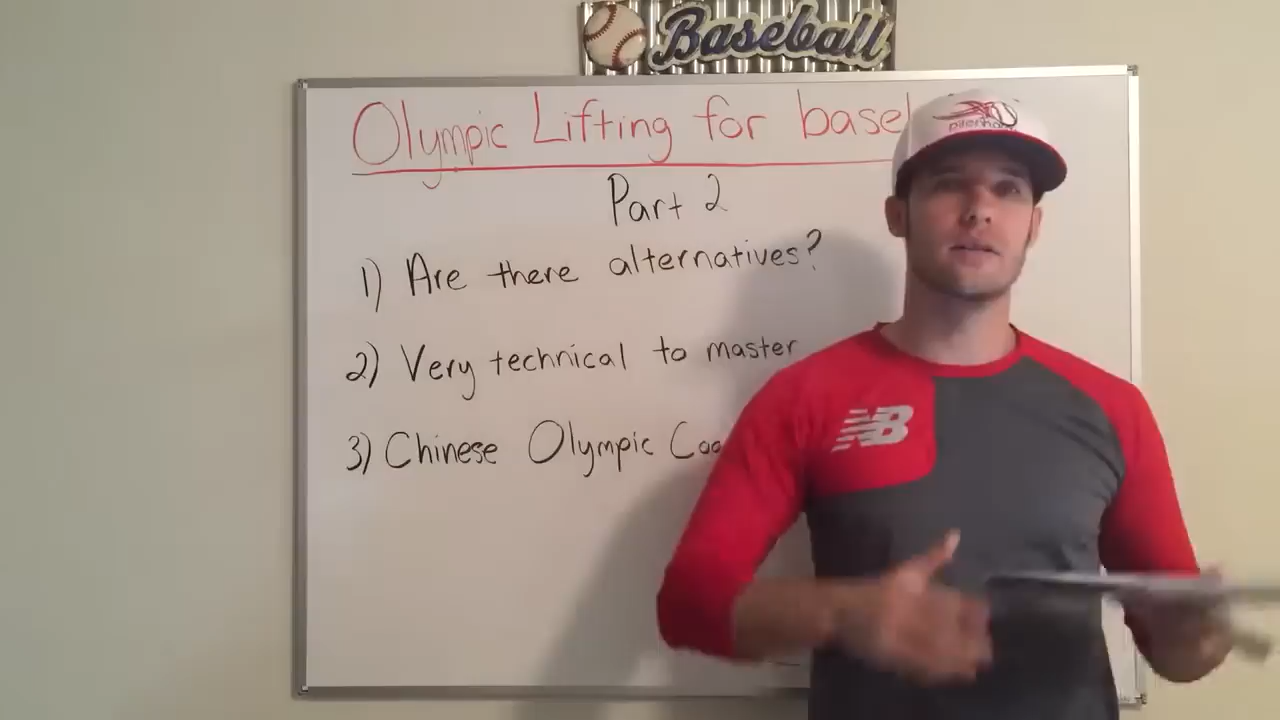 Baseball
Olympic Lifting for basel
Part 2
1) Are there alternatives?
2) Very technical to master
3) Chinese Olympic Coa
NB